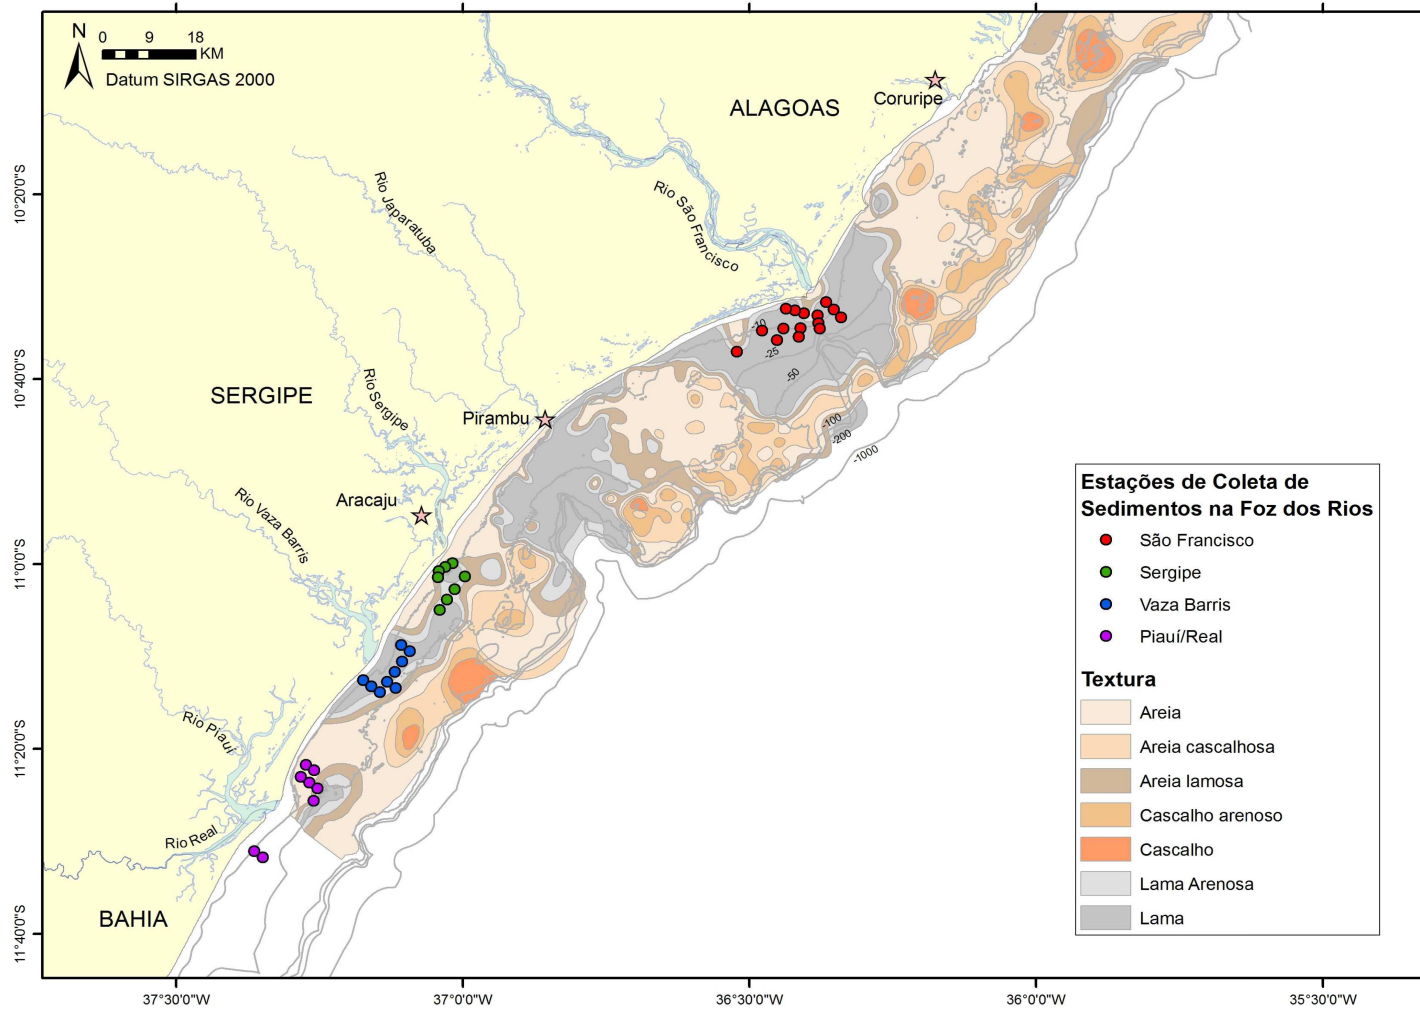 N
0 9 18
KM
Datum SIRGAS 2000
ALAGOAS
Coruripe
Rio São Francisco
Rio Japaratuba
SERGIPE
Rio Sergipe
Pirambu
Aracaju
Rio Vaza Barris
Rio Piauí
Rio Real
BAHIA
-10
-25
-50
-100
-200
-1000
Estações de Coleta de
Sedimentos na Foz dos Rios
São Francisco
Sergipe
Vaza Barris
Piauí/Real
Textura
Areia
Areia cascalhosa
Areia lamosa
Cascalho arenoso
Cascalho
Lama Arenosa
Lama
10°20'0"S
10°40'0"S
11°0'0"S
11°20'0"S
11°40'0"S
37°30'0"W
37°0'0"W
36°30'0"W
36°0'0"W
35°30'0"W